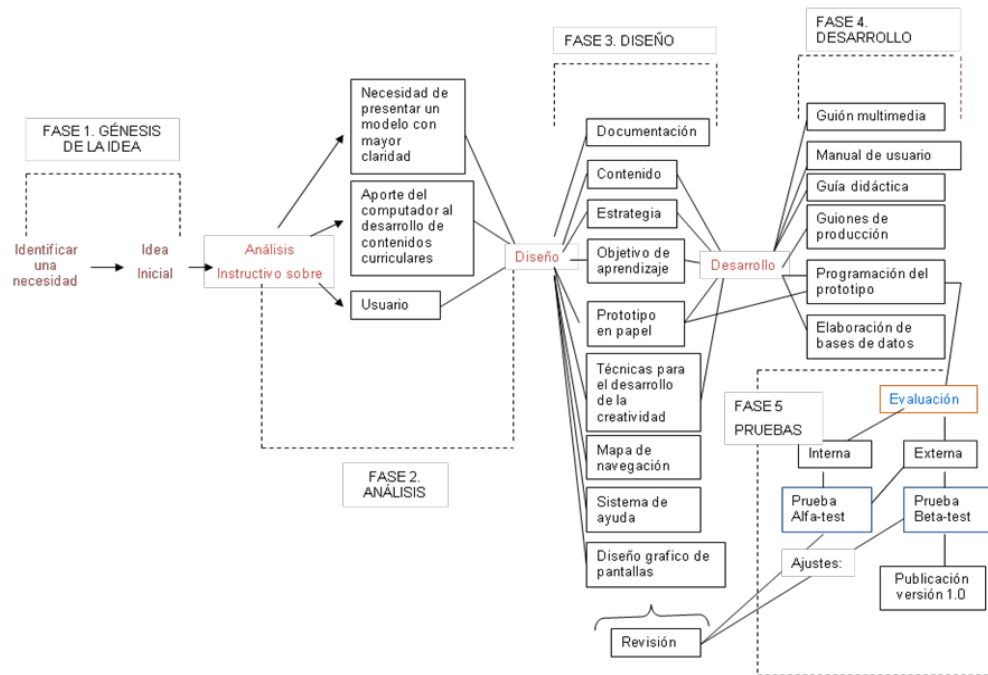 FASE 1. GÉNESIS
DE LA IDEA
Identificar
una
necesidad
Idea
Inicial
Análisis
Instructivo sobre
Necesidad de
presentar un
modelo con
mayor
claridad
Aporte del
computador al
desarrollo de
contenidos
curriculares
Usuario
FASE 2.
ANÁLISIS
FASE 3. DISEÑO
Diseño
Documentación
Contenido
Estrategia
Objetivo de
aprendizaje
Prototipo
en papel
Técnicas para
el desarrollo
de la
creatividad
Mapa de
navegación
Sistema de
ayuda
Diseño grafico de
pantallas
Revisión
FASE 4.
DESARROLLO
Desarrollo
Guión multimedia
Manual de usuario
Guía didáctica
Guiones de
producción
Programación del
prototipo
Elaboración de
bases de datos
FASE 5
PRUEBAS
Evaluación
Interna
Externa
Prueba
Alfa-test
Prueba
Beta-test
Ajustes:
Publicación
versión 1.0